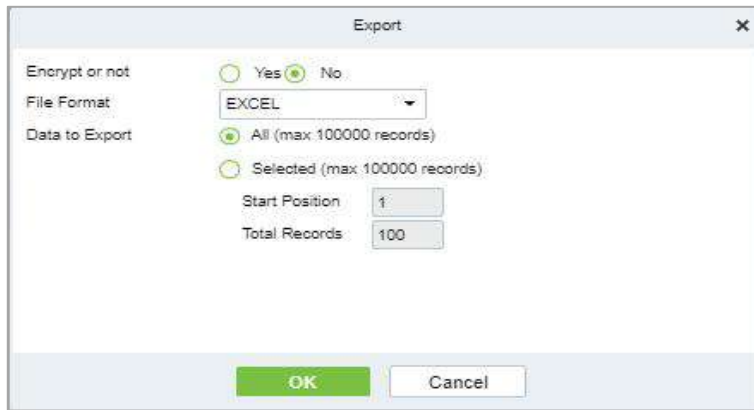 Export
Encrypt or not Yes No
File Format EXCEL
Data to Export All (max 100000 records)
Selected (max 100000 records)
Start Position 1
Total Records 100
OK Cancel